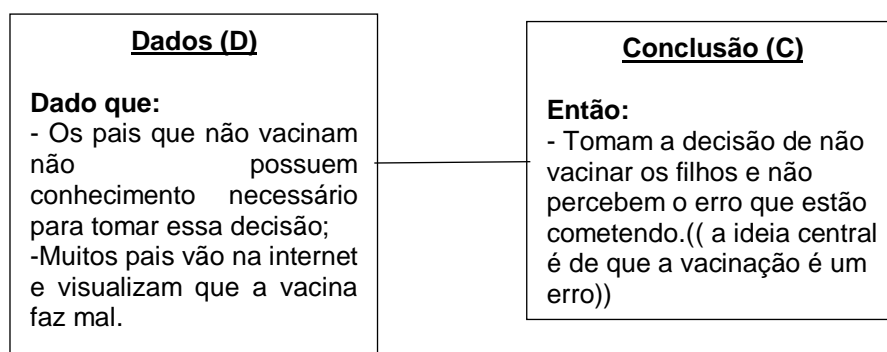 Dados (D)
Dado que:
- Os pais que não vacinam
não possuem
conhecimento necessário
para tomar essa decisão;
-Muitos pais vão na internet
e visualizam que a vacina
faz mal.
Conclusão (C)
Então:
- Tomam a decisão de não
vacinar os filhos e não
percebem o erro que estão
cometendo.(( a ideia central
é de que a vacinação é um
erro))